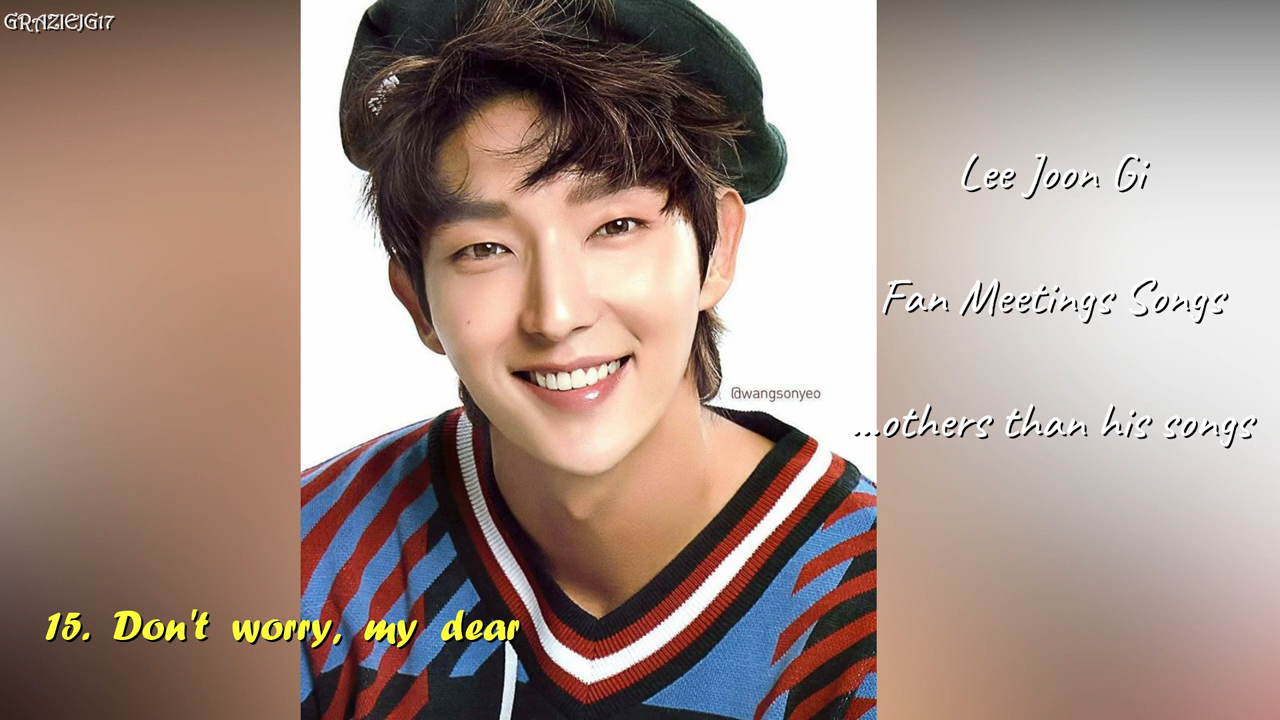 GRAZIEJG17
Lee Joon Gi
Fan Meetings Songs
...others than his songs
@wangsonyeo
15. Don't worry, my dear